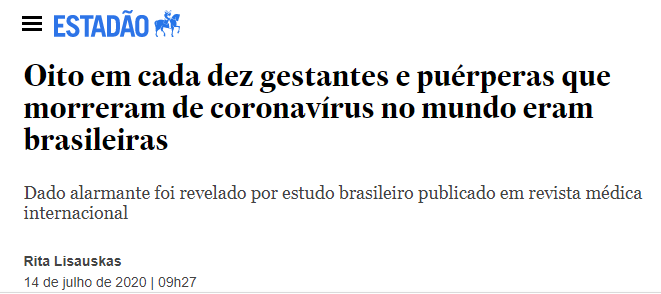 ESTADÃO
Oito em cada dez gestantes e puérperas que
morreram de coronavírus no mundo eram
brasileiras
Dado alarmante foi revelado por estudo brasileiro publicado em revista médica
internacional
Rita Lisauskas
14 de julho de 2020 | 09h27